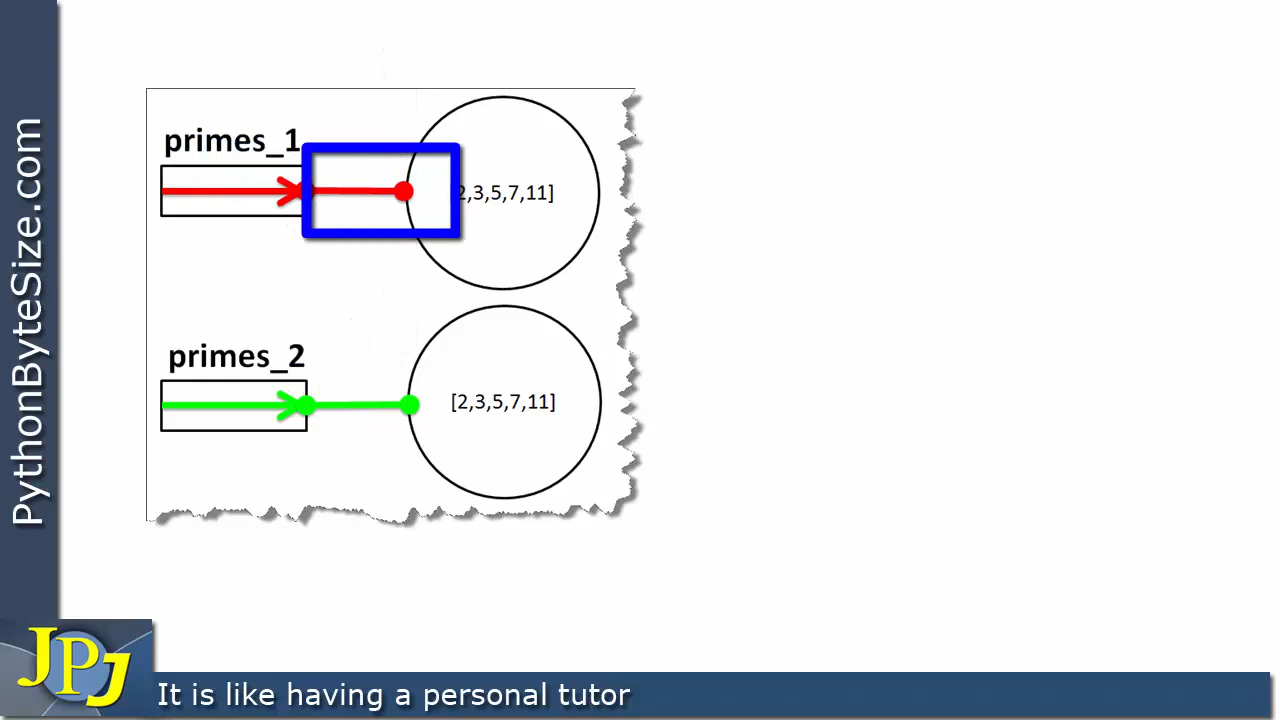 PythonByteSize.com
primes_1
2,3,5,7,11]
primes_2
[2,3,5,7,11]
JPJ
It is like having a personal tutor